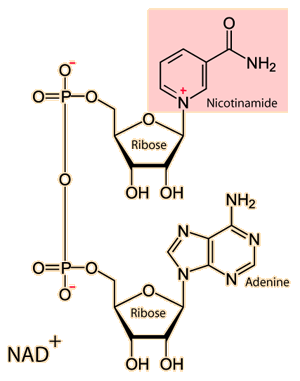 O
O−
NH2
O=P
O
O
N+
Nicotinamide
Ribose
OH OH
O
NH2
N
N
O−
O=P
O
O
N
N
Adenine
Ribose
NAD+
OH OH